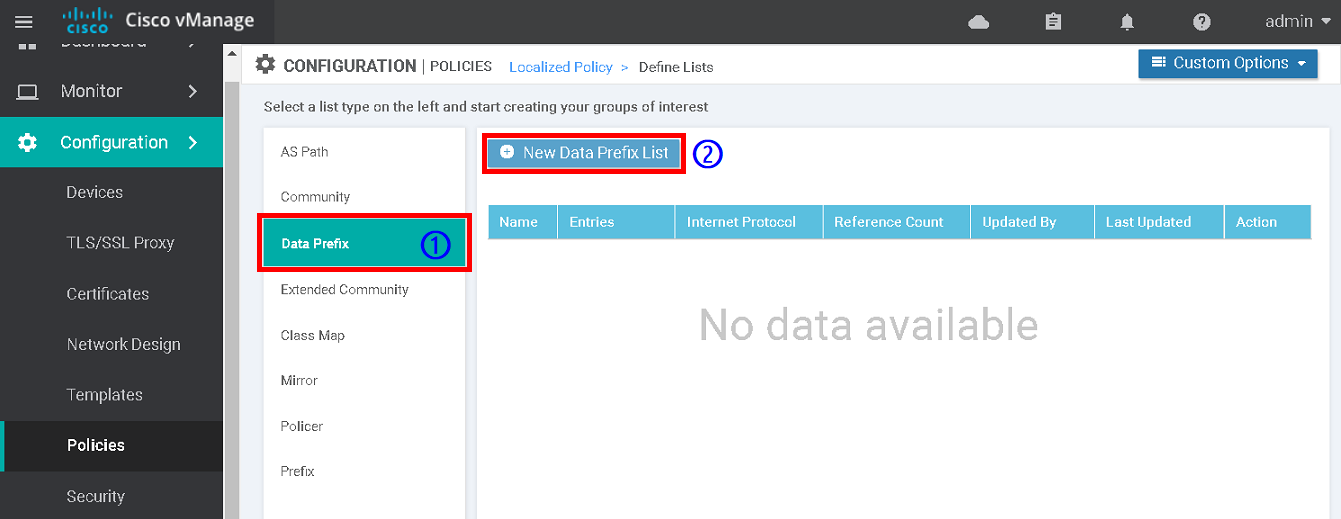 CISCO Cisco vManage
admin
Dashboard
Monitor
Configuration
Devices
TLS/SSL Proxy
Certificates
Network Design
Templates
Policies
Security
CONFIGURATION | POLICIES Localized Policy > Define Lists
Custom Options
Select a list type on the left and start creating your groups of interest
AS Path
Community
Data Prefix ①
Extended Community
Class Map
Mirror
Policer
Prefix
New Data Prefix List ②
Name Entries Internet Protocol Reference Count Updated By Last Updated Action
No data available